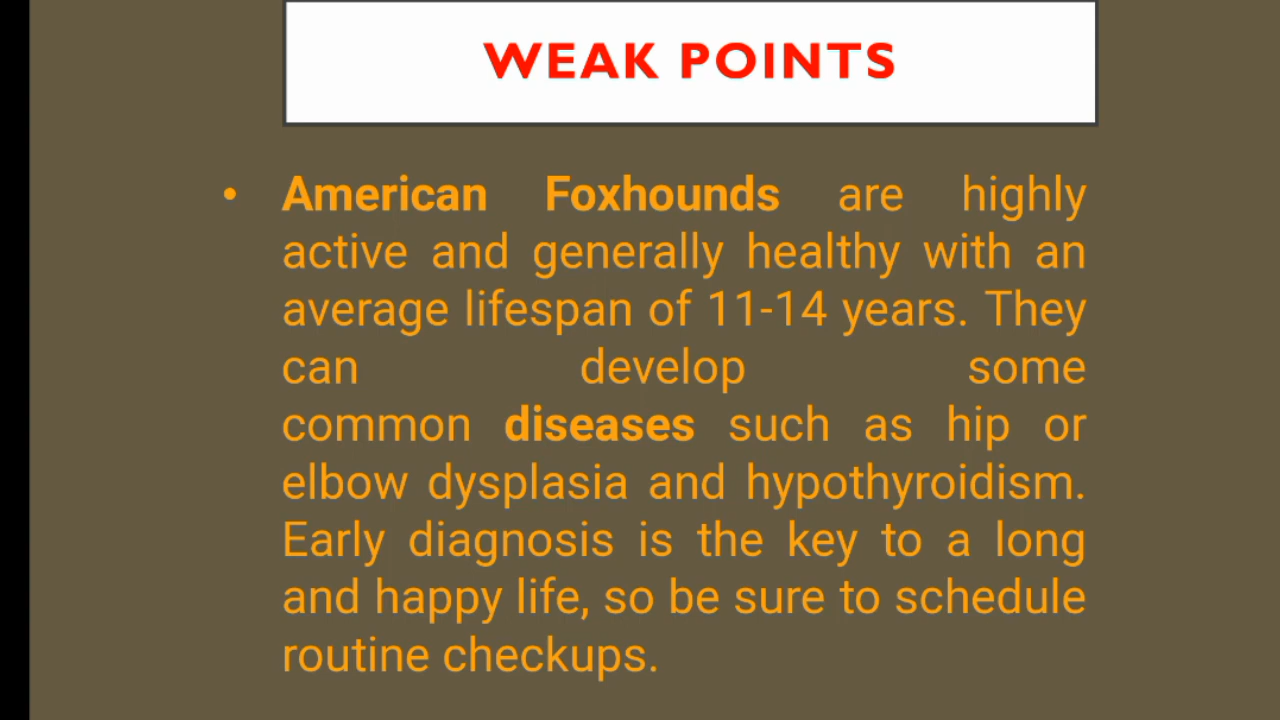 WEAK POINTS
• American Foxhounds are highly
active and generally healthy with an
average lifespan of 11-14 years. They
can develop some
common diseases such as hip or
elbow dysplasia and hypothyroidism.
Early diagnosis is the key to a long
and happy life, so be sure to schedule
routine checkups.